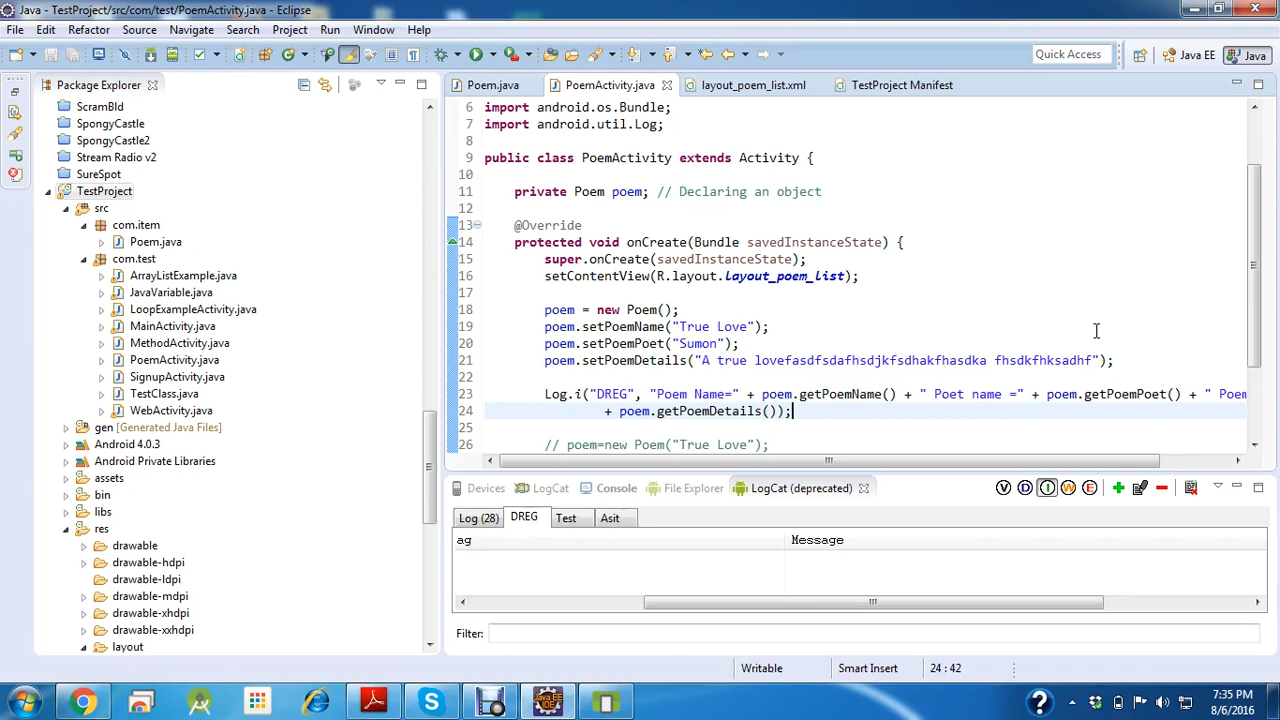 Java - TestProject/src/com/test/PoemActivity.java - Eclipse
File Edit Refactor Source Navigate Search Project Run Window Help
Quick Access Java EE Java
Package Explorer
ScramBld
SpongyCastle
SpongyCastle2
Stream Radio v2
SureSpot
TestProject
src
com.item
Poem.java
com.test
ArrayListExample.java
JavaVariable.java
LoopExampleActivity.java
MainActivity.java
MethodActivity.java
PoemActivity.java
SignupActivity.java
TestClass.java
WebActivity.java
gen [Generated Java Files]
Android 4.0.3
Android Private Libraries
assets
bin
libs
res
drawable
drawable-hdpi
drawable-ldpi
drawable-mdpi
drawable-xhdpi
drawable-xxhdpi
layout
Poem.java PoemActivity.java layout_poem_list.xml TestProject Manifest
6 import android.os.Bundle;
7 import android.util.Log;
8
9 public class PoemActivity extends Activity {
10
11 private Poem poem; // Declaring an object
12
13 @Override
14 protected void onCreate(Bundle savedInstanceState) {
15 super.onCreate(savedInstanceState);
16 setContentView(R.layout.layout_poem_list);
17
18 poem = new Poem();
19 poem.setPoemName("True Love");
20 poem.setPoemPoet("Sumon");
21 poem.setPoemDetails("A true lovefasdfsdafhsdjkfsdhakfhasdka fhsdkfhksadhf");
22
23 Log.i("DREG", "Poem Name=" + poem.getPoemName() + " Poet name =" + poem.getPoemPoet() + " Poem
24 + poem.getPoemDetails());
25
26 // poem=new Poem("True Love");
Devices LogCat Console File Explorer LogCat (deprecated)
V D I W E
Log (28) DREG Test Asit
ag Message
Filter:
Writable Smart Insert 24 : 42
7:35 PM
8/6/2016